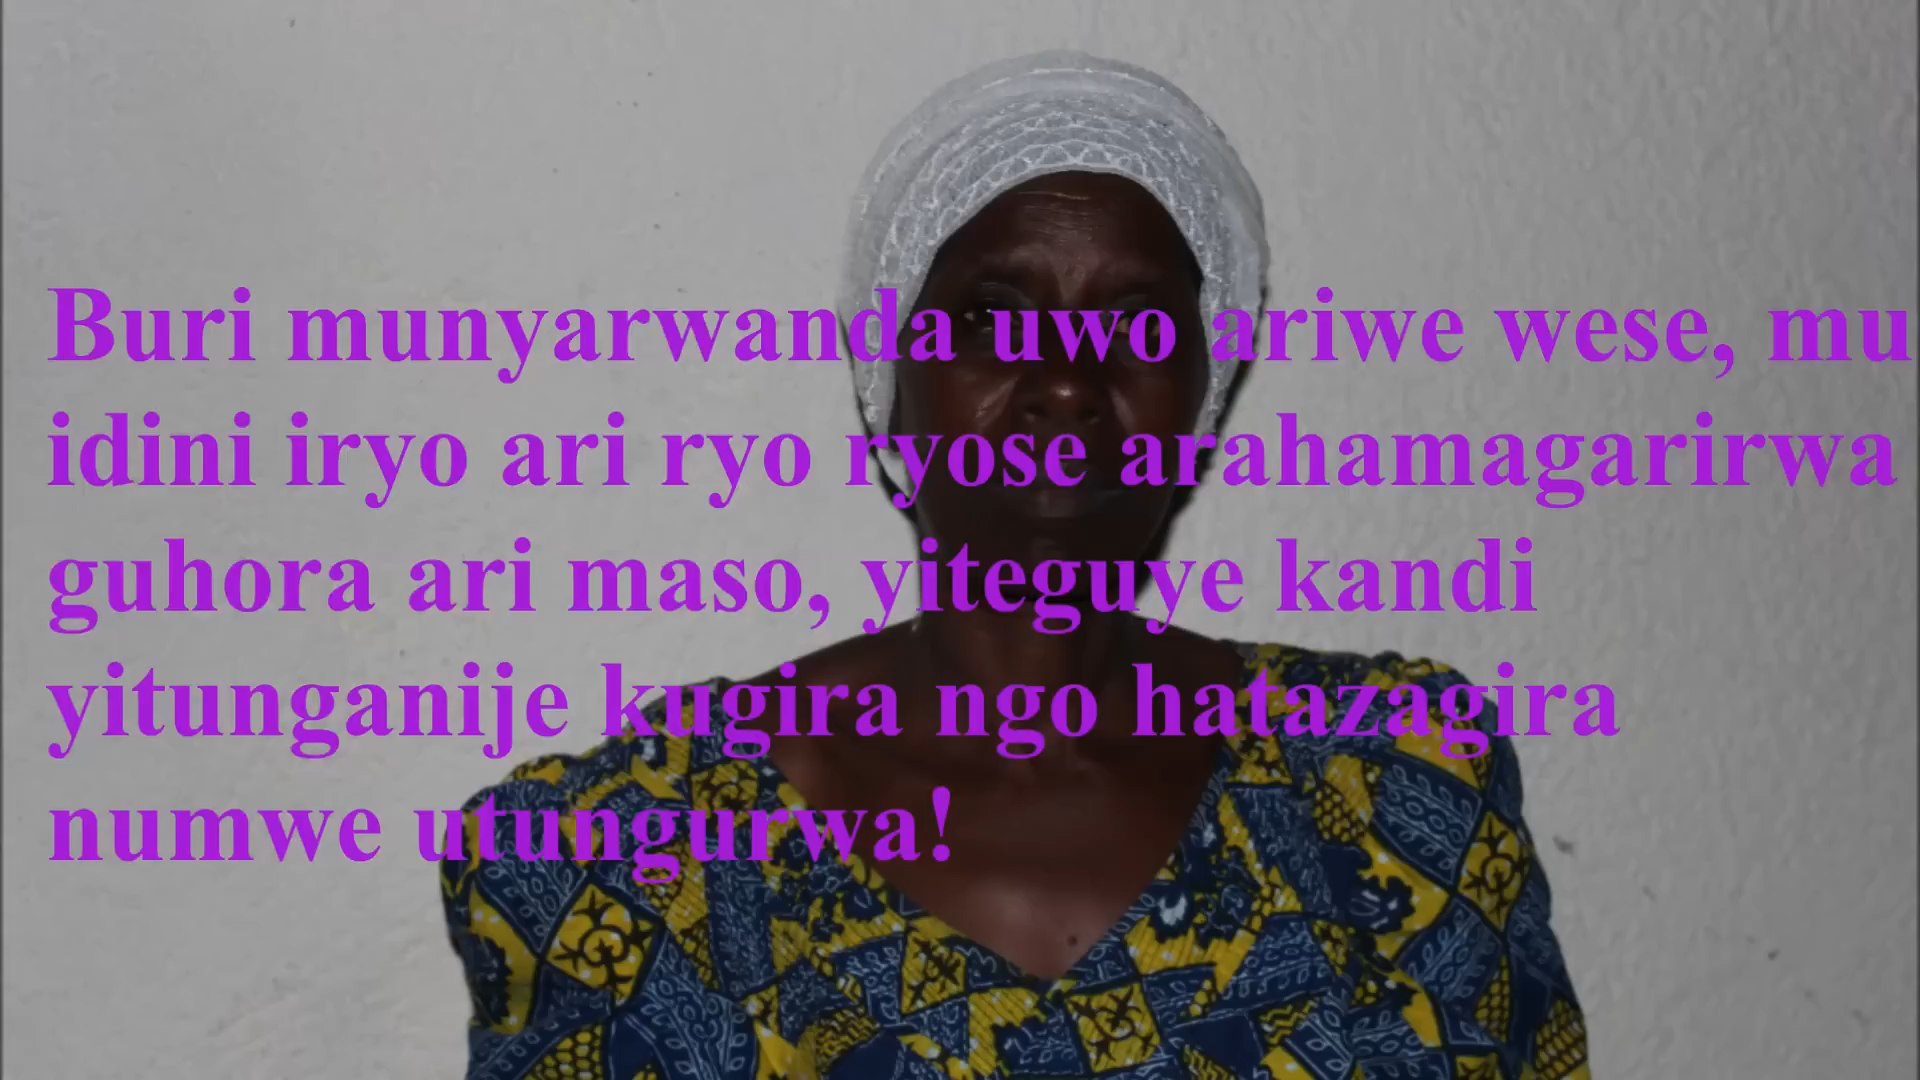 Buri munyarwanda uwo ariwe wese, mu
idini iryo ari ryo ryose arahamagarirwa
guhora ari maso, yiteguye kandi
yitunganije kugira ngo hatazagira
numwe utungurwa!